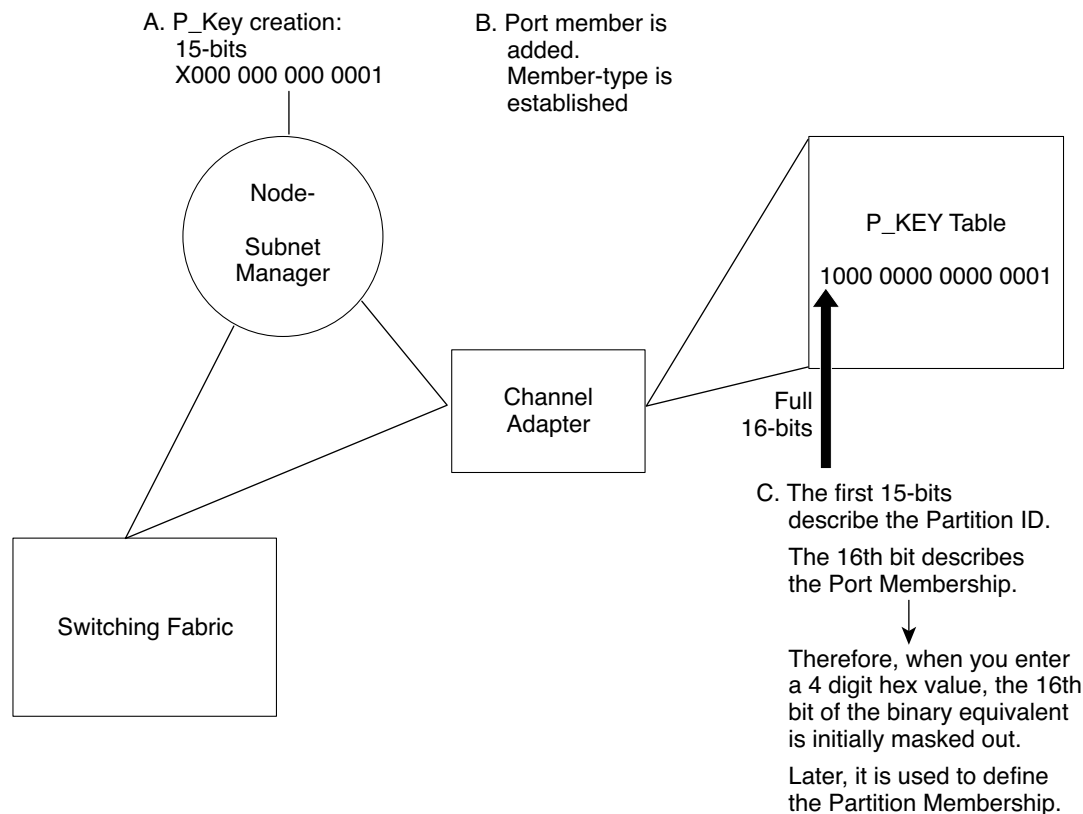 A. P_Key creation:
15-bits
X000 000 000 0001
B. Port member is
added.
Member-type is
established
Node-
Subnet
Manager
P_KEY Table
1000 0000 0000 0001
Channel
Adapter
Full
16-bits
C. The first 15-bits
describe the Partition ID.
The 16th bit describes
the Port Membership.
Therefore, when you enter
a 4 digit hex value, the 16th
bit of the binary equivalent
is initially masked out.
Later, it is used to define
the Partition Membership.
Switching Fabric